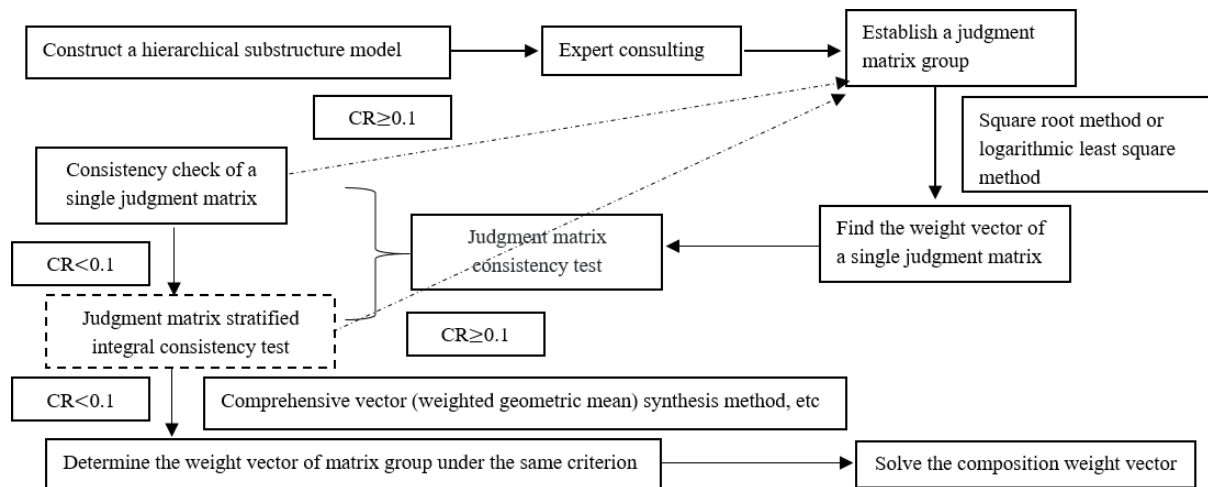 Construct a hierarchical substructure model
Expert consulting
Establish a judgment
matrix group
CR≥0.1
Square root method or
logarithmic least square
method
Consistency check of a
single judgment matrix
Judgment matrix
consistency test
Find the weight vector of
a single judgment matrix
CR<0.1
Judgment matrix stratified
integral consistency test
CR≥0.1
CR<0.1
Comprehensive vector (weighted geometric mean) synthesis method, etc
Determine the weight vector of matrix group under the same criterion
Solve the composition weight vector